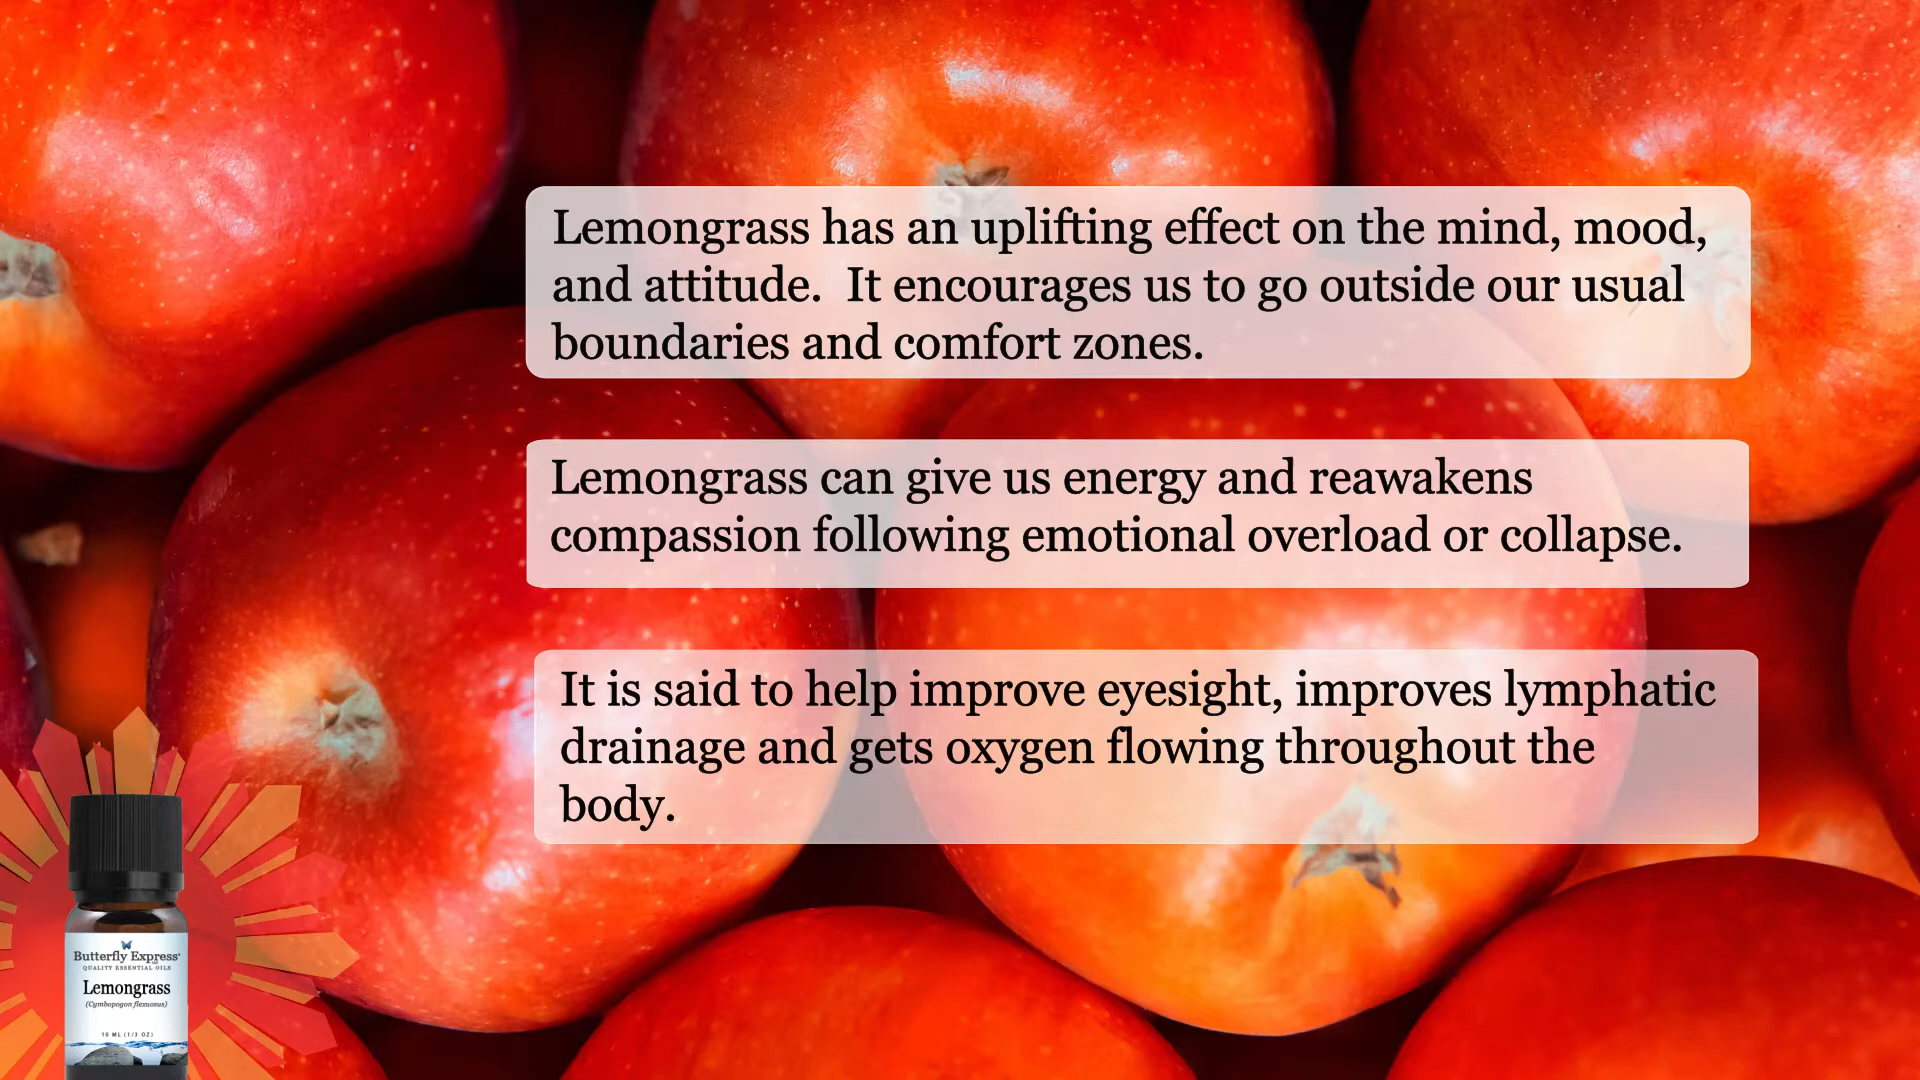 Lemongrass has an uplifting effect on the mind, mood,
and attitude.  It encourages us to go outside our usual
boundaries and comfort zones.
Lemongrass can give us energy and reawakens
compassion following emotional overload or collapse.
It is said to help improve eyesight, improves lymphatic
drainage and gets oxygen flowing throughout the
body.
Butterfly Express
QUALITY ESSENTIAL OILS
Lemongrass
(Cymbopogon flexuosus)
10 ML (1/3 OZ)